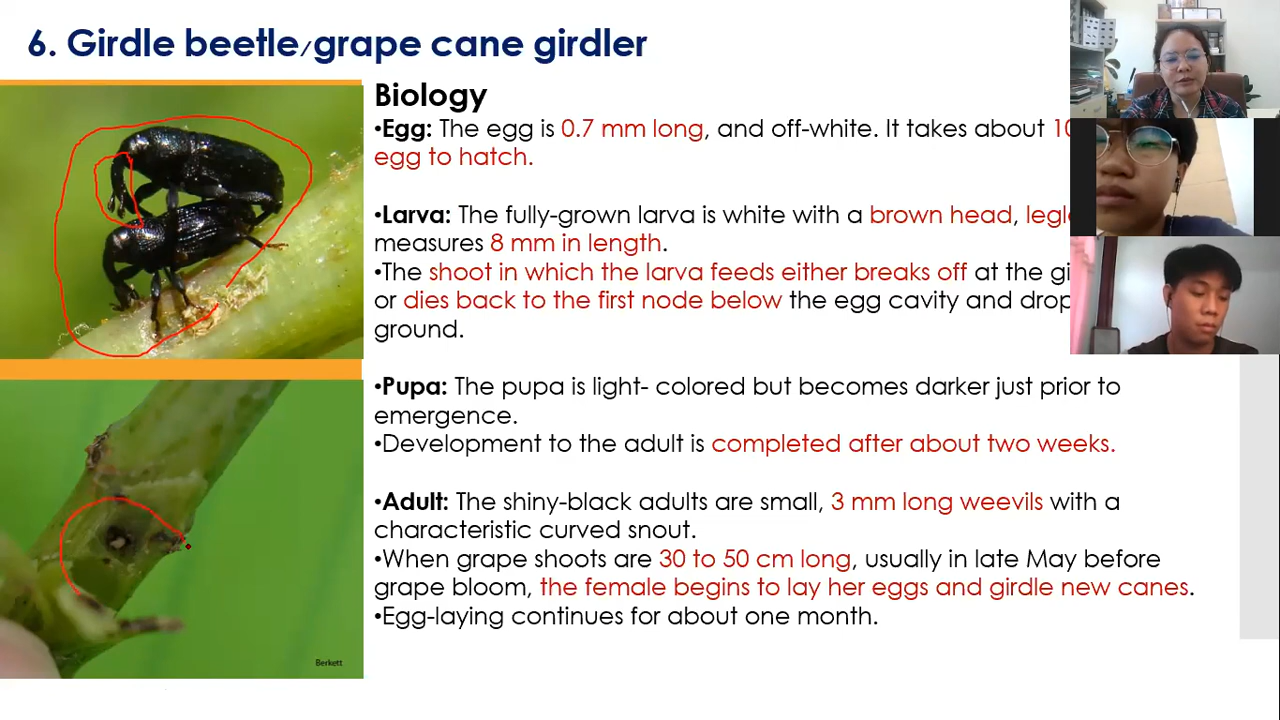 6. Girdle beetle/grape cane girdler
Biology
•Egg: The egg is 0.7 mm long, and off-white. It takes about 10
egg to hatch.
•Larva: The fully-grown larva is white with a brown head,
measures 8 mm in length.
•The shoot in which the larva feeds either breaks off at the
or dies back to the first node below the egg cavity and drop
ground.
•Pupa: The pupa is light- colored but becomes darker just prior to
emergence.
•Development to the adult is completed after about two weeks.
•Adult: The shiny-black adults are small, 3 mm long weevils with a
characteristic curved snout.
•When grape shoots are 30 to 50 cm long, usually in late May before
grape bloom, the female begins to lay her eggs and girdle new canes.
•Egg-laying continues for about one month.
Berkett